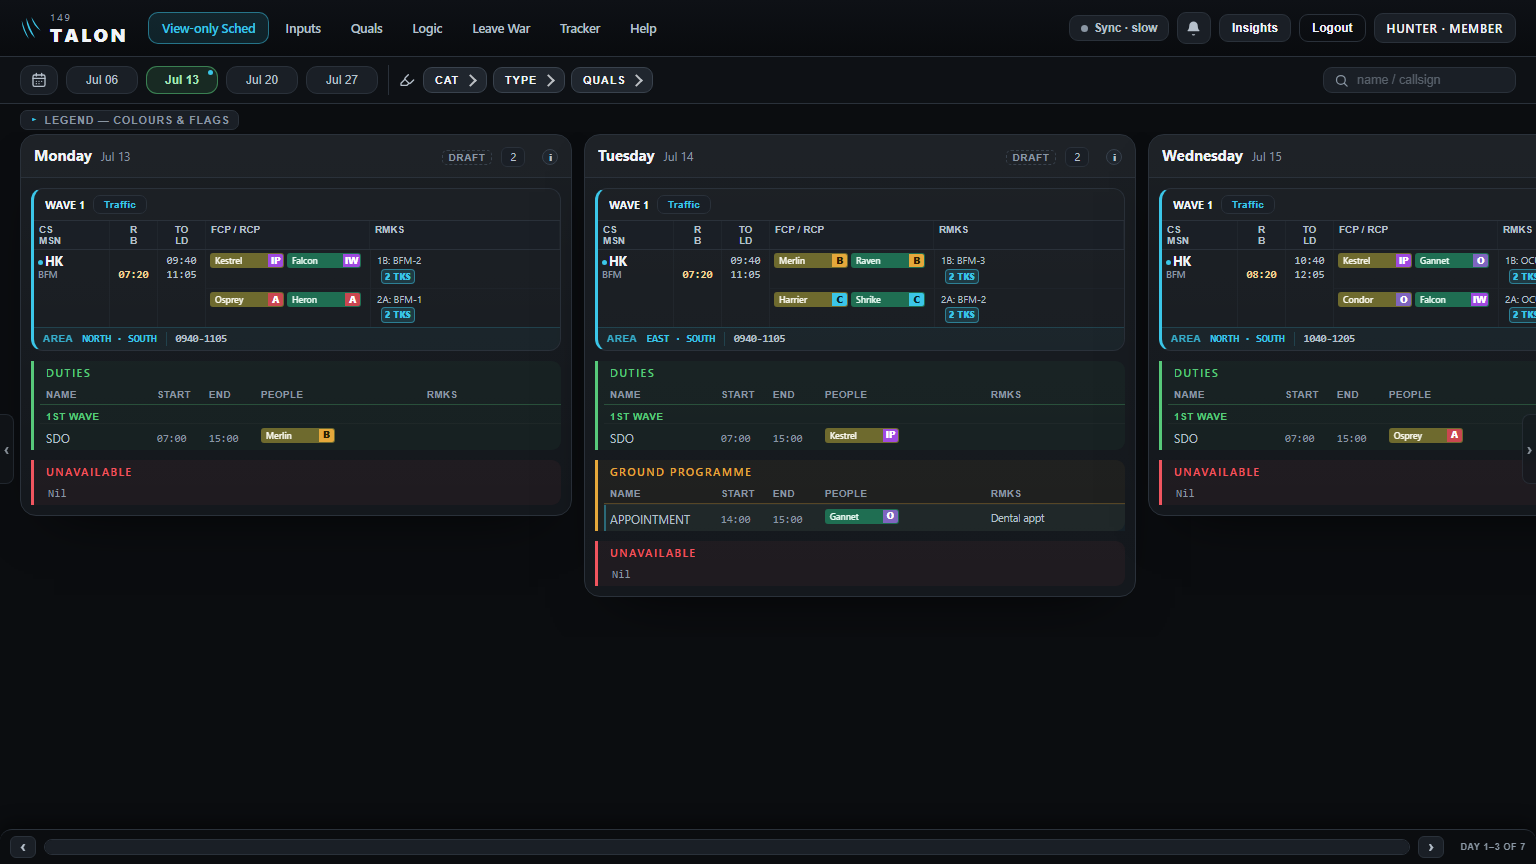 149
TALON
View-only Sched
Inputs
Quals
Logic
Leave War
Tracker
Help
Sync · slow
Insights
Logout
HUNTER · MEMBER
Jul 06
Jul 13
Jul 20
Jul 27
CAT
TYPE
QUALS
name / callsign
LEGEND — COLOURS & FLAGS
Monday Jul 13
DRAFT 2 i
WAVE 1 Traffic
CS R TO FCP / RCP RMKS
MSN B LD
HK 09:40 Kestrel IP Falcon IW 1B: BFM-2
BFM 07:20 11:05 2 TKS
Osprey A Heron A 2A: BFM-1
2 TKS
AREA NORTH · SOUTH 0940-1105
DUTIES
NAME START END PEOPLE RMKS
1ST WAVE
SDO 07:00 15:00 Merlin B
UNAVAILABLE
Nil
Tuesday Jul 14
DRAFT 2 i
WAVE 1 Traffic
CS R TO FCP / RCP RMKS
MSN B LD
HK 09:40 Merlin B Raven B 1B: BFM-3
BFM 07:20 11:05 2 TKS
Harrier C Shrike C 2A: BFM-2
2 TKS
AREA EAST · SOUTH 0940-1105
DUTIES
NAME START END PEOPLE RMKS
1ST WAVE
SDO 07:00 15:00 Kestrel IP
GROUND PROGRAMME
NAME START END PEOPLE RMKS
APPOINTMENT 14:00 15:00 Gannet O Dental appt
UNAVAILABLE
Nil
Wednesday Jul 15
WAVE 1 Traffic
CS R TO FCP / RCP RMKS
MSN B LD
HK 10:40 Kestrel IP Gannet O 1B: OCU
BFM 08:20 12:05 2 TKS
Condor O Falcon IW 2A: OCU
2 TKS
AREA NORTH · SOUTH 1040-1205
DUTIES
NAME START END PEOPLE
1ST WAVE
SDO 07:00 15:00 Osprey A
UNAVAILABLE
Nil
DAY 1–3 OF 7